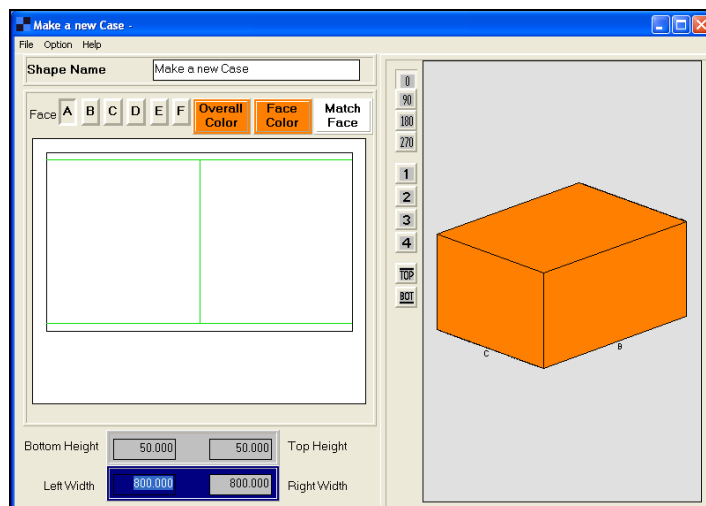 Make a new Case -
File Option Help
Shape Name Make a new Case
Face A B C D E F Overall Color Face Color Match Face
0
90
180
270
1
2
3
4
TOP
BOT
C B
Bottom Height 50.000 50.000 Top Height
Left Width 800.000 800.000 Right Width